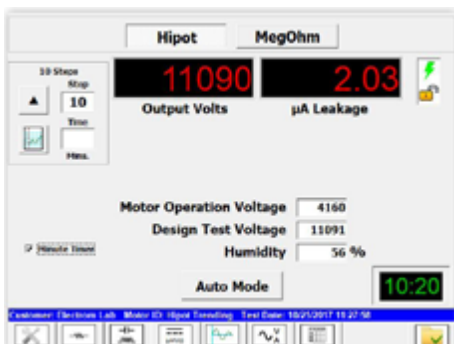 Hipot MegOhm
10 Steps
Step
10
Time
Mins.
11090 2.03
Output Volts µA Leakage
Motor Operation Voltage 4160
Design Test Voltage 11091
Minute Timer
Humidity 56 %
Auto Mode 10:20
Customer: Electrom Lab Motor ID: Hipot Trending Test Date: 10/25/2017 11:27:58